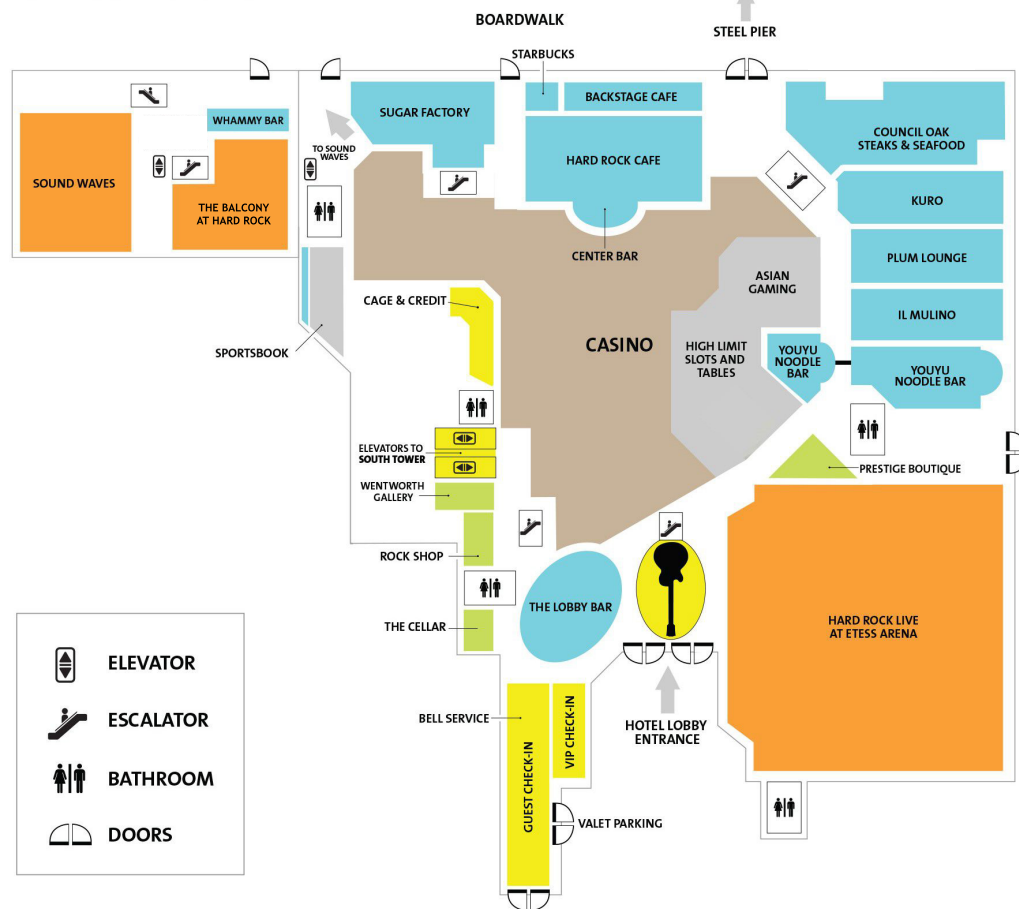 BOARDWALK
STEEL PIER
STARBUCKS
BACKSTAGE CAFE
SUGAR FACTORY
WHAMMY BAR
TO SOUND
WAVES
COUNCIL OAK
STEAKS & SEAFOOD
HARD ROCK CAFE
SOUND WAVES
THE BALCONY
AT HARD ROCK
KURO
CENTER BAR
PLUM LOUNGE
ASIAN
GAMING
CAGE & CREDIT
IL MULINO
SPORTSBOOK
CASINO
HIGH LIMIT
SLOTS AND
TABLES
YOUYU
NOODLE
BAR
YOUYU
NOODLE BAR
ELEVATORS TO
SOUTH TOWER
PRESTIGE BOUTIQUE
WENTWORTH
GALLERY
ROCK SHOP
THE LOBBY BAR
THE CELLAR
HARD ROCK LIVE
AT ETESS ARENA
BELL SERVICE
GUEST CHECK-IN
VIP CHECK-IN
HOTEL LOBBY
ENTRANCE
VALET PARKING
ELEVATOR
ESCALATOR
BATHROOM
DOORS